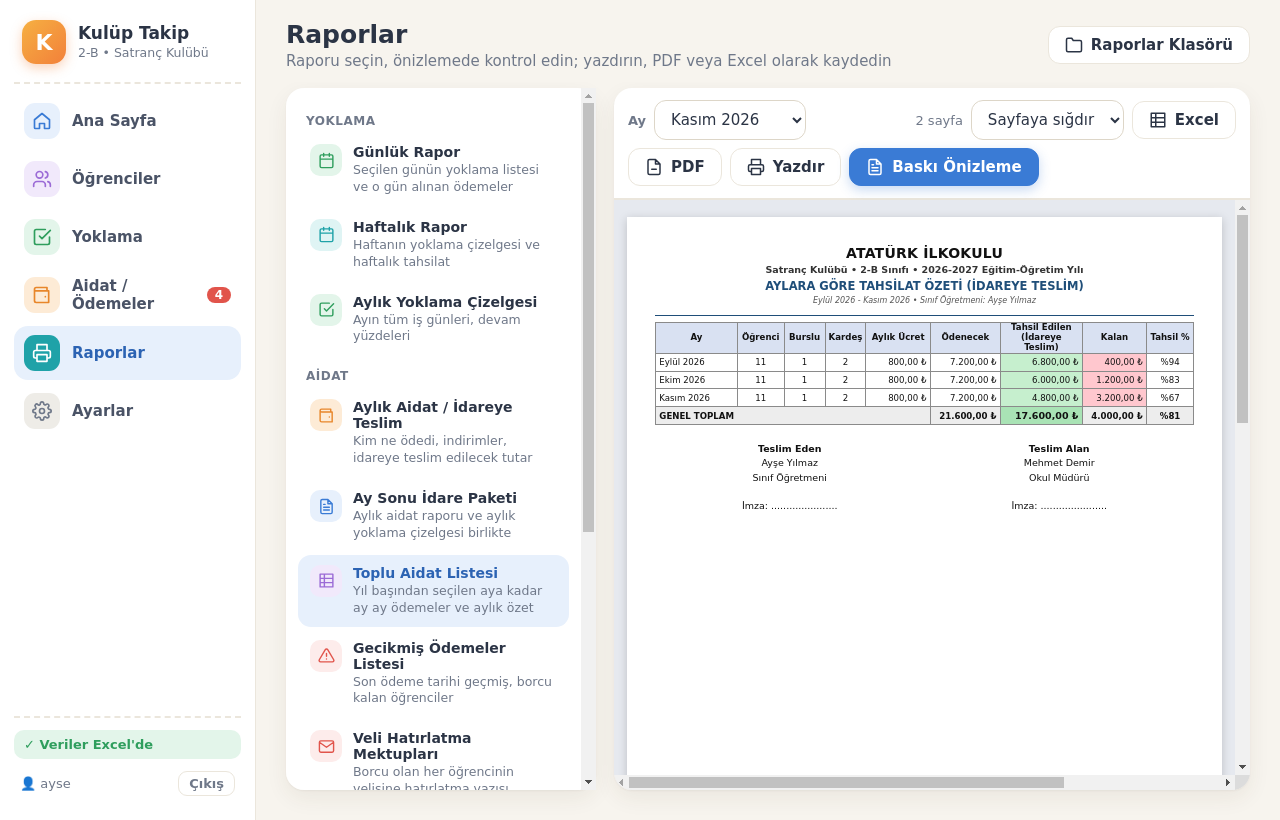 K
Kulüp Takip
2-B • Satranç Kulübü
Ana Sayfa
Öğrenciler
Yoklama
Aidat /
Ödemeler
4
Raporlar
Ayarlar
✓ Veriler Excel'de
👤 ayse
Çıkış
Raporlar
Raporu seçin, önizlemede kontrol edin; yazdırın, PDF veya Excel olarak kaydedin
Raporlar Klasörü
YOKLAMA
Günlük Rapor
Seçilen günün yoklama listesi
ve o gün alınan ödemeler
Haftalık Rapor
Haftanın yoklama çizelgesi ve
haftalık tahsilat
Aylık Yoklama Çizelgesi
Ayın tüm iş günleri, devam
yüzdeleri
AİDAT
Aylık Aidat / İdareye
Teslim
Kim ne ödedi, indirimler,
idareye teslim edilecek tutar
Ay Sonu İdare Paketi
Aylık aidat raporu ve aylık
yoklama çizelgesi birlikte
Toplu Aidat Listesi
Yıl başından seçilen aya kadar
ay ay ödemeler ve aylık özet
Gecikmiş Ödemeler
Listesi
Son ödeme tarihi geçmiş, borcu
kalan öğrenciler
Veli Hatırlatma
Mektupları
Borcu olan her öğrencinin
velisine hatırlatma yazısı
Ay
Kasım 2026
2 sayfa
Sayfaya sığdır
Excel
PDF
Yazdır
Baskı Önizleme
ATATÜRK İLKOKULU
Satranç Kulübü • 2-B Sınıfı • 2026-2027 Eğitim-Öğretim Yılı
AYLARA GÖRE TAHSİLAT ÖZETİ (İDAREYE TESLİM)
Eylül 2026 - Kasım 2026 • Sınıf Öğretmeni: Ayşe Yılmaz
Ay Öğrenci Burslu Kardeş Aylık Ücret Ödenecek Tahsil Edilen (İdareye Teslim) Kalan Tahsil %
Eylül 2026 11 1 2 800,00 ₺ 7.200,00 ₺ 6.800,00 ₺ 400,00 ₺ %94
Ekim 2026 11 1 2 800,00 ₺ 7.200,00 ₺ 6.000,00 ₺ 1.200,00 ₺ %83
Kasım 2026 11 1 2 800,00 ₺ 7.200,00 ₺ 4.800,00 ₺ 3.200,00 ₺ %67
GENEL TOPLAM 21.600,00 ₺ 17.600,00 ₺ 4.000,00 ₺ %81
Teslim Eden Teslim Alan
Ayşe Yılmaz Mehmet Demir
Sınıf Öğretmeni Okul Müdürü
İmza: ...................... İmza: ......................